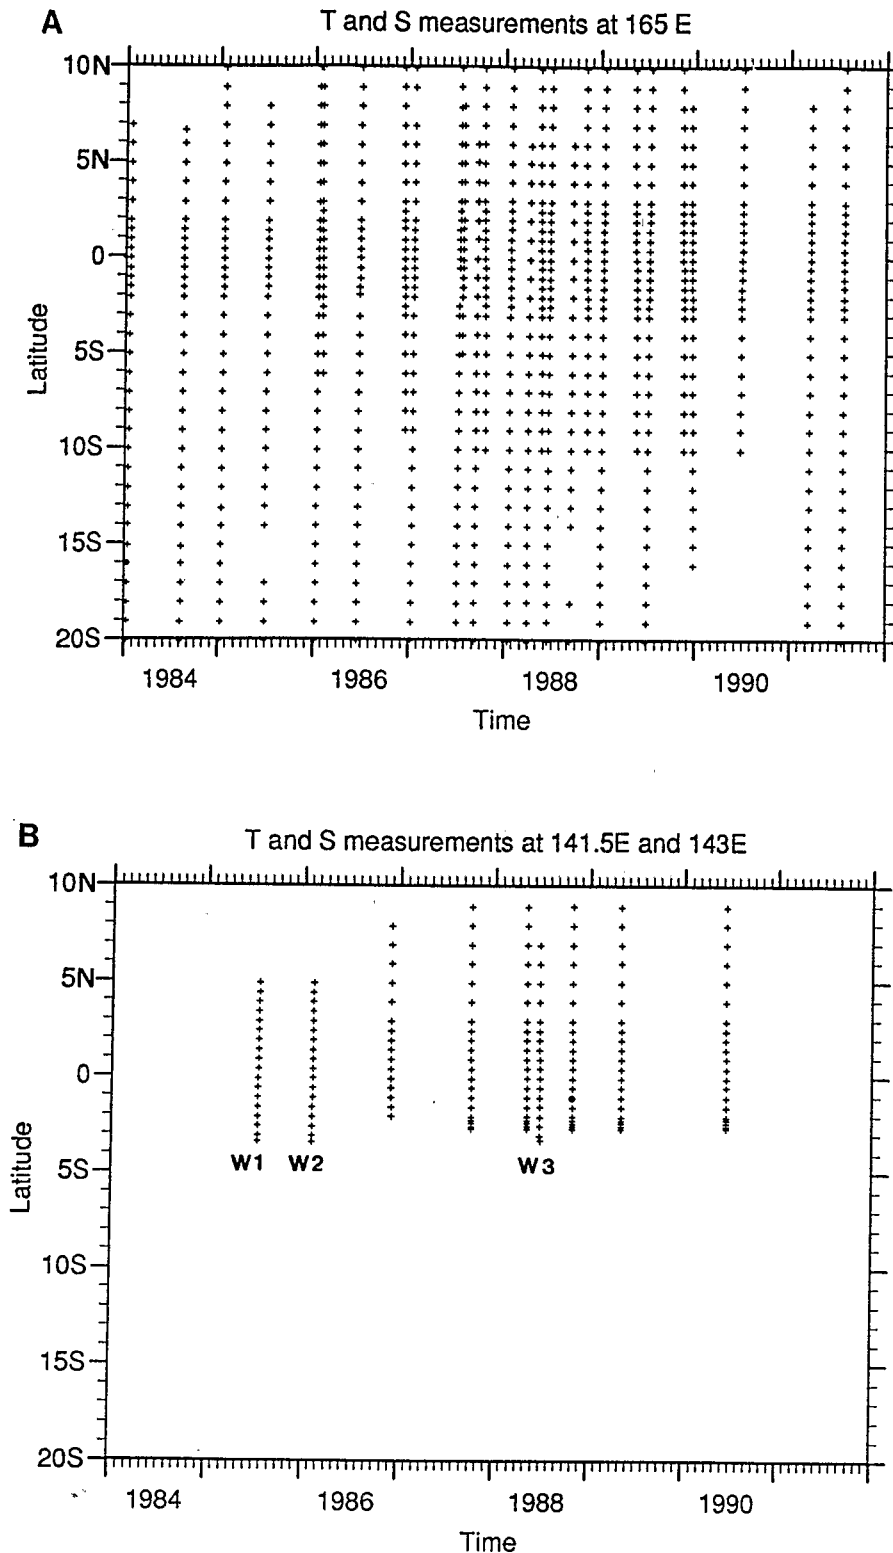 A
T and S measurements at 165 E
10N
5N
0
5S
10S
15S
20S
Latitude
1984 1986 1988 1990
Time
B
T and S measurements at 141.5E and 143E
10N
5N
0
5S
10S
15S
20S
Latitude
W1 W2 W3
1984 1986 1988 1990
Time